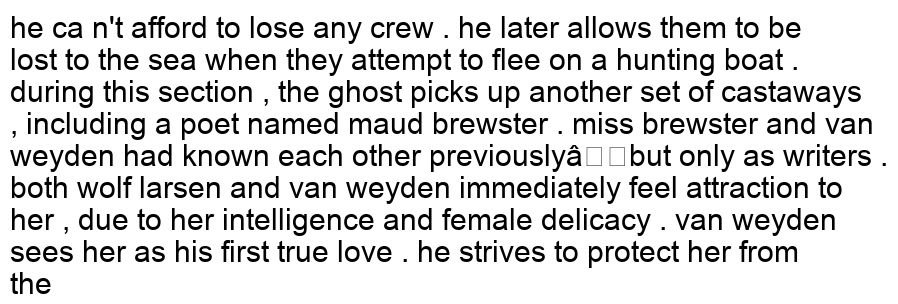 he ca n't afford to lose any crew . he later allows them to be
lost to the sea when they attempt to flee on a hunting boat .
during this section , the ghost picks up another set of castaways
, including a poet named maud brewster . miss brewster and van
weyden had known each other previouslyâ□□but only as writers .
both wolf larsen and van weyden immediately feel attraction to
her , due to her intelligence and female delicacy . van weyden
sees her as his first true love . he strives to protect her from
the